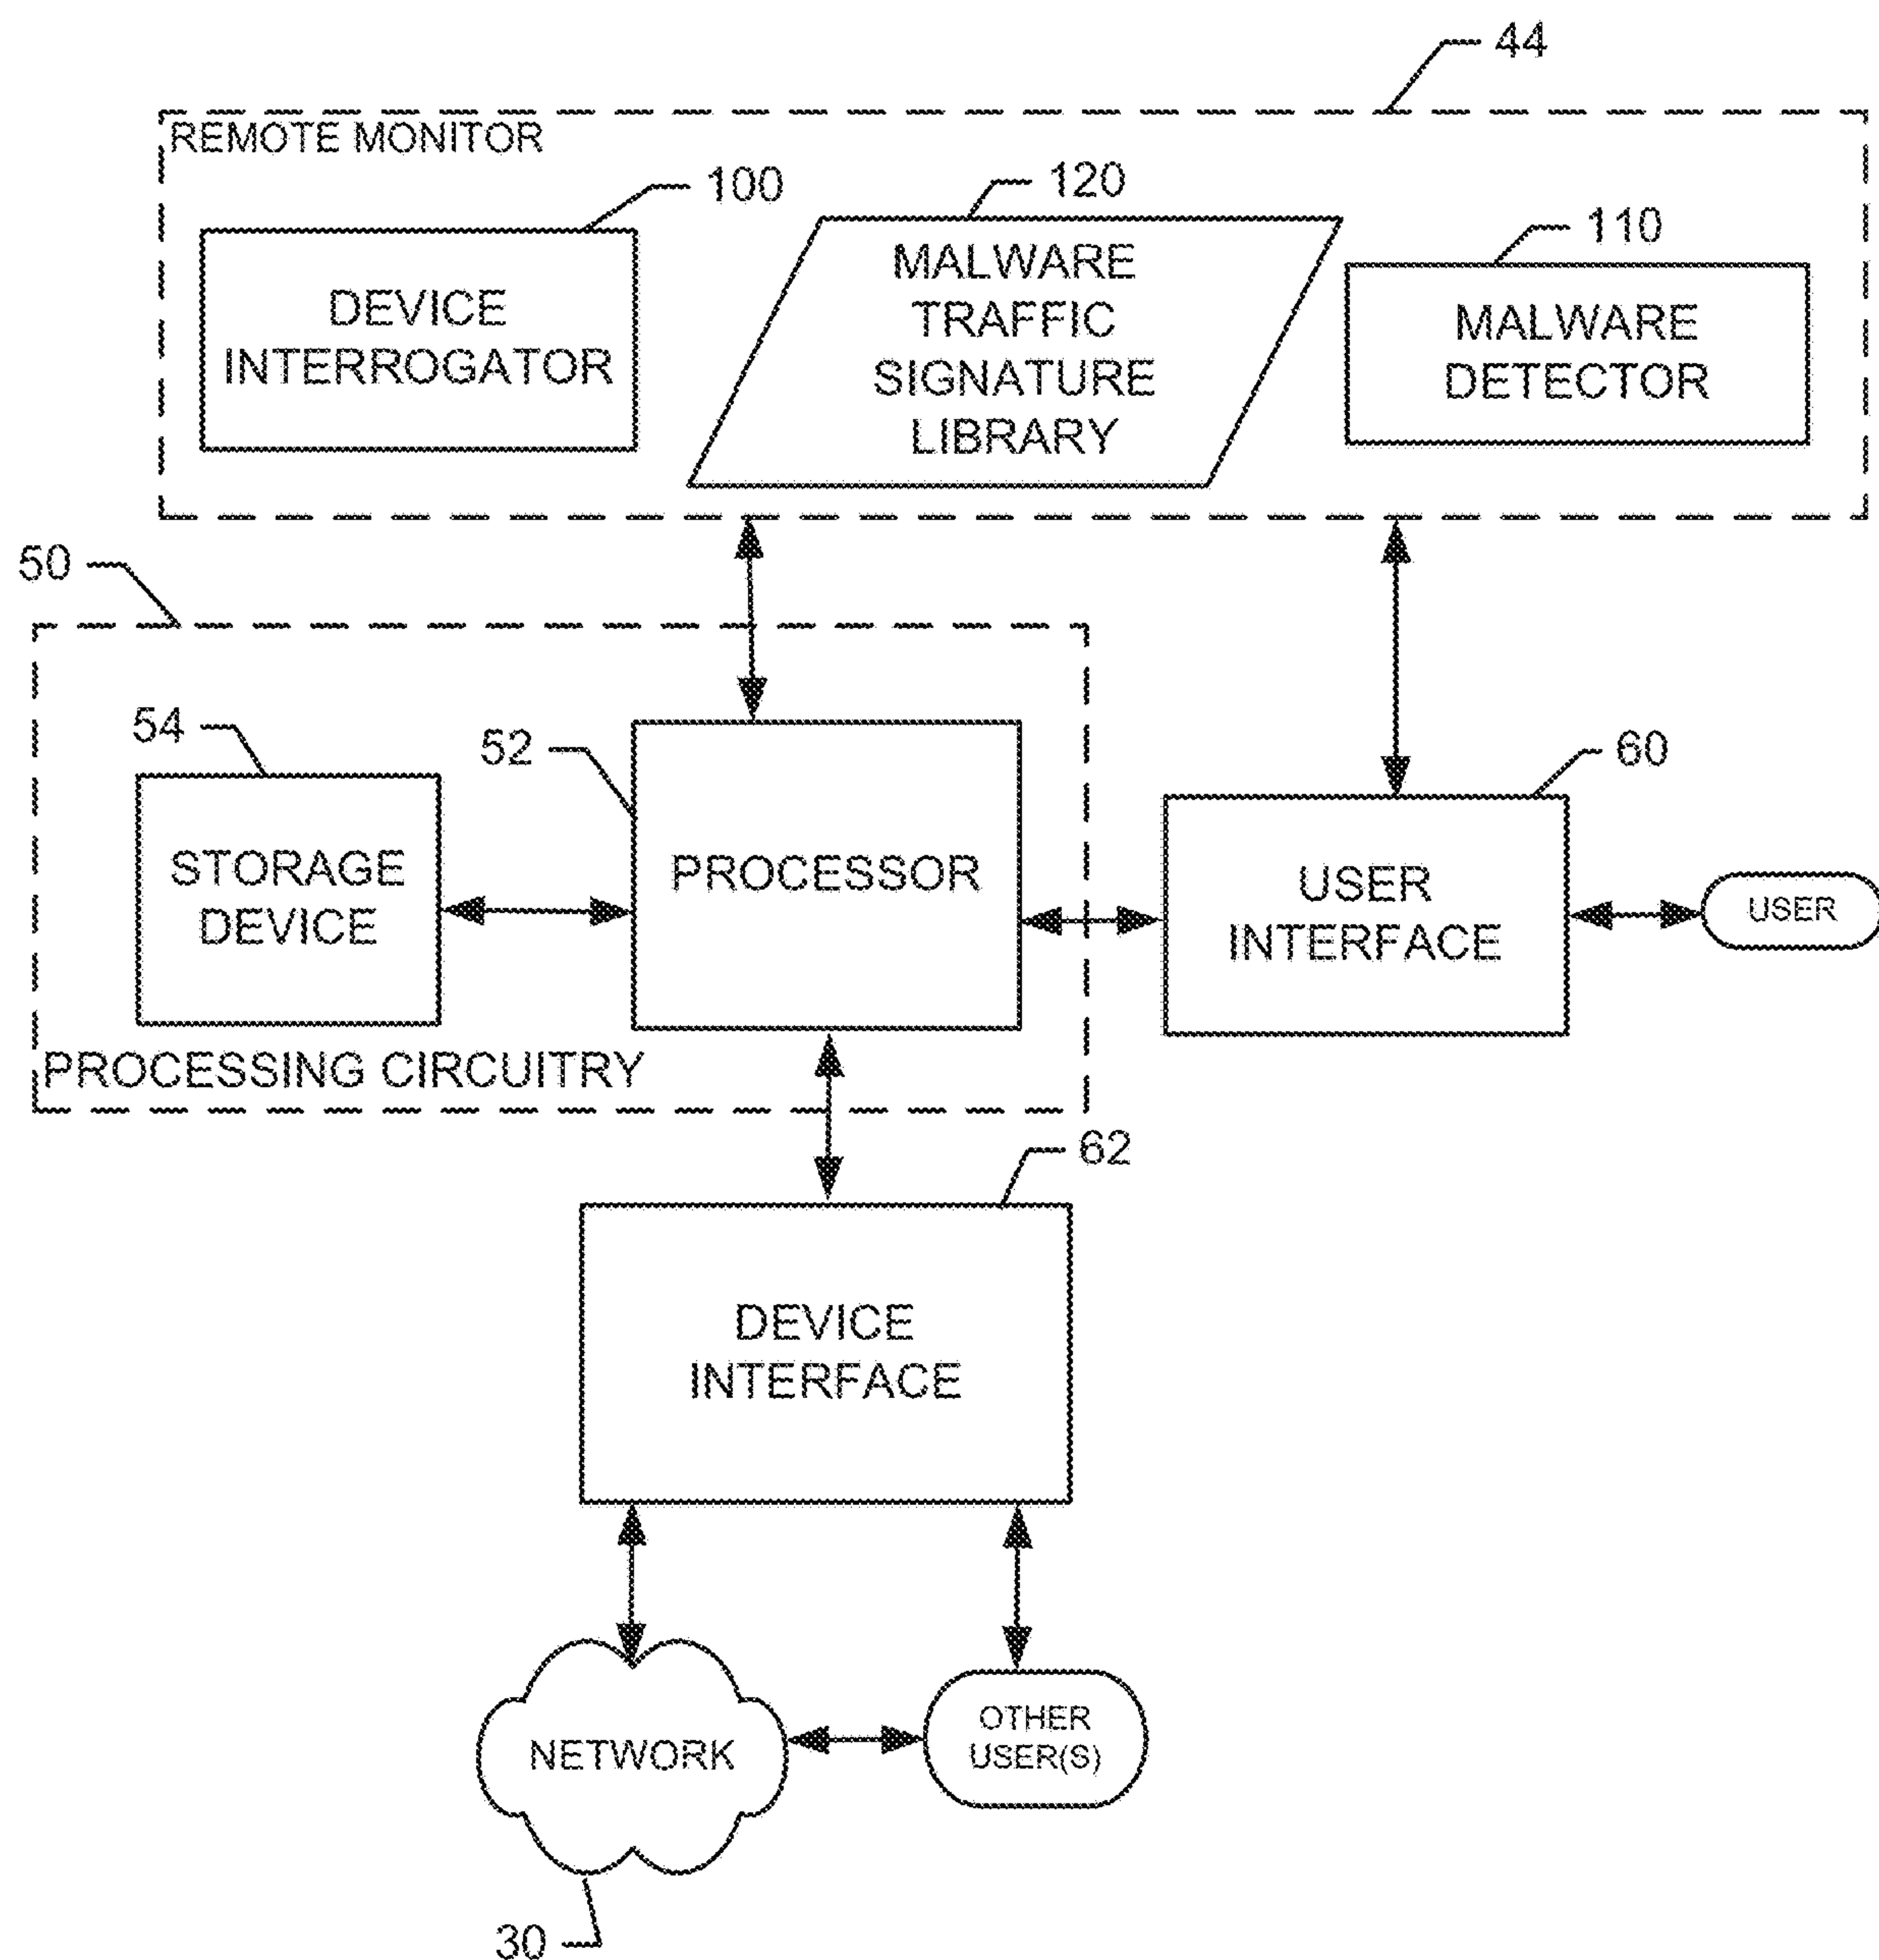 44
REMOTE MONITOR
100
120
110
DEVICE
INTERROGATOR
MALWARE
TRAFFIC
SIGNATURE
LIBRARY
MALWARE
DETECTOR
50
54
52
60
STORAGE
DEVICE
PROCESSOR
USER
INTERFACE
USER
PROCESSING CIRCUITRY
62
DEVICE
INTERFACE
NETWORK
OTHER
USER(S)
30